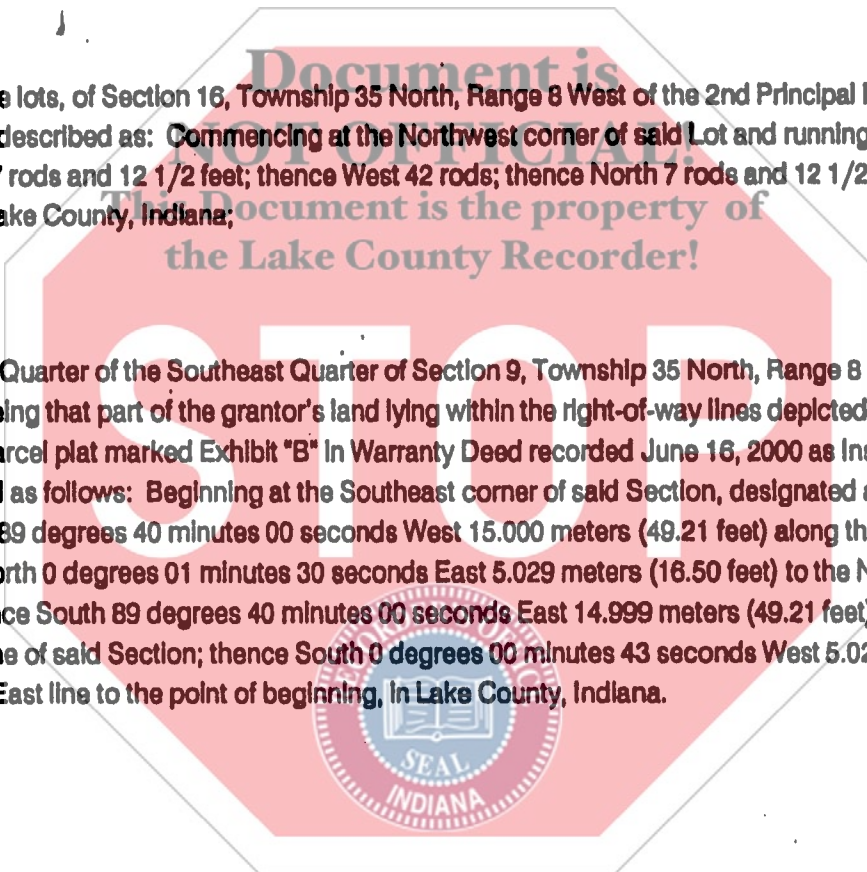 Document is
e lots, of Section 16, Township 35 North, Range 8 West of the 2nd Principal
described as: Commencing at the Northwest corner of said Lot and running
NOT OFFICIAL!
rods and 12 1/2 feet; thence West 42 rods; thence North 7 rods and 12 1/2
This Document is the property of
ake County, Indiana;
the Lake County Recorder!
STOP
Quarter of the Southeast Quarter of Section 9, Township 35 North, Range 8
ing that part of the grantor's land lying within the right-of-way lines depicted
arcel plat marked Exhibit "B" in Warranty Deed recorded June 16, 2000 as
as follows: Beginning at the Southeast corner of said Section, designated
89 degrees 40 minutes 00 seconds West 15.000 meters (49.21 feet) along
rth 0 degrees 01 minutes 30 seconds East 5.029 meters (16.50 feet) to the
ce South 89 degrees 40 minutes 00 seconds East 14.999 meters (49.21 feet)
e of said Section; thence South 0 degrees 00 minutes 43 seconds West 5.02
East line to the point of beginning, in Lake County, Indiana.
SEAL
INDIANA